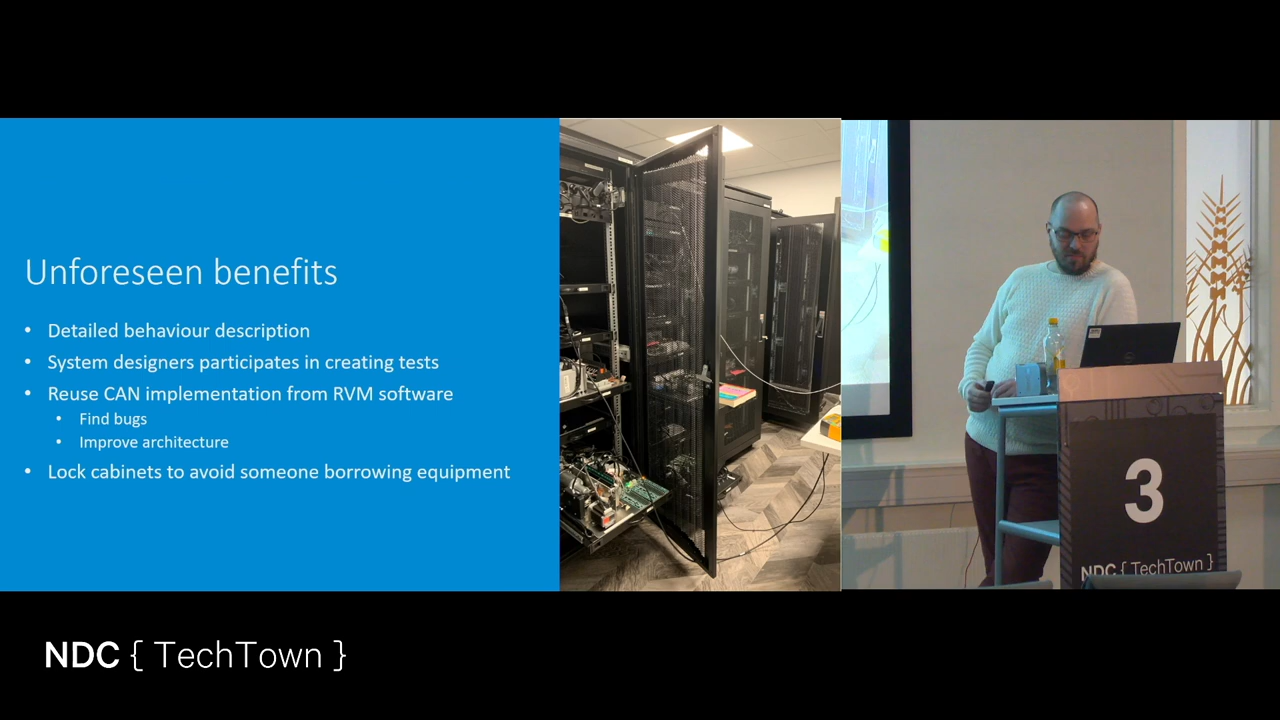 Unforeseen benefits
• Detailed behaviour description
• System designers participates in creating tests
• Reuse CAN implementation from RVM software
• Find bugs
• Improve architecture
• Lock cabinets to avoid someone borrowing equipment
3
NDC { TechTown }
NDC { TechTown }